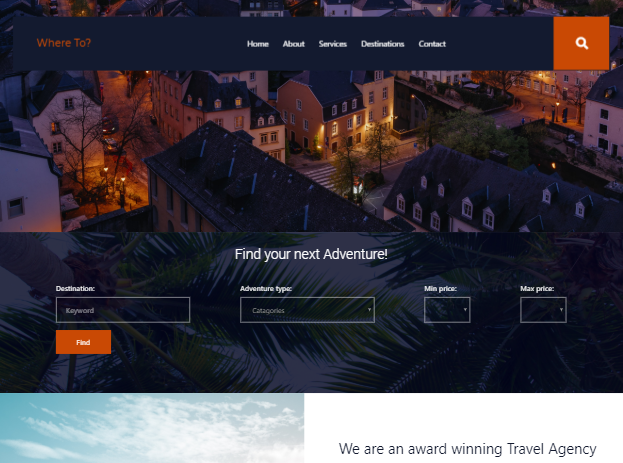 Where To?
Home About Services Destinations Contact
Find your next Adventure!
Destination: Adventure type: Min price: Max price:
Keyword Catagories
Find
We are an award winning Travel Agency